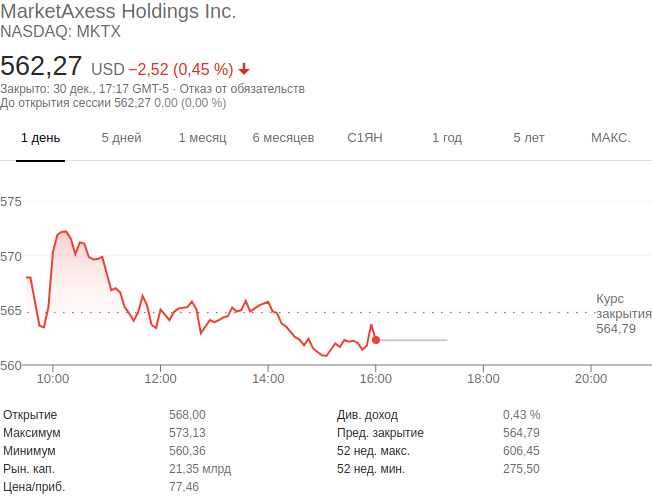 MarketAxess Holdings Inc.
NASDAQ: MKTX
562,27 USD −2,52 (0,45 %)
Закрыто: 30 дек., 17:17 GMT-5 · Отказ от обязательств
До открытия сессии 562,27 0,00 (0,00 %)
1 день 5 дней 1 месяц 6 месяцев С1ЯН 1 год 5 лет МАКС.
575
570
565
560
Курс
закрытия
564,79
10:00 12:00 14:00 16:00 18:00 20:00
Открытие 568,00 Див. доход 0,43 %
Максимум 573,13 Пред. закрытие 564,79
Минимум 560,36 52 нед. макс. 606,45
Рын. кап. 21,35 млрд 52 нед. мин. 275,50
Цена/приб. 77,46